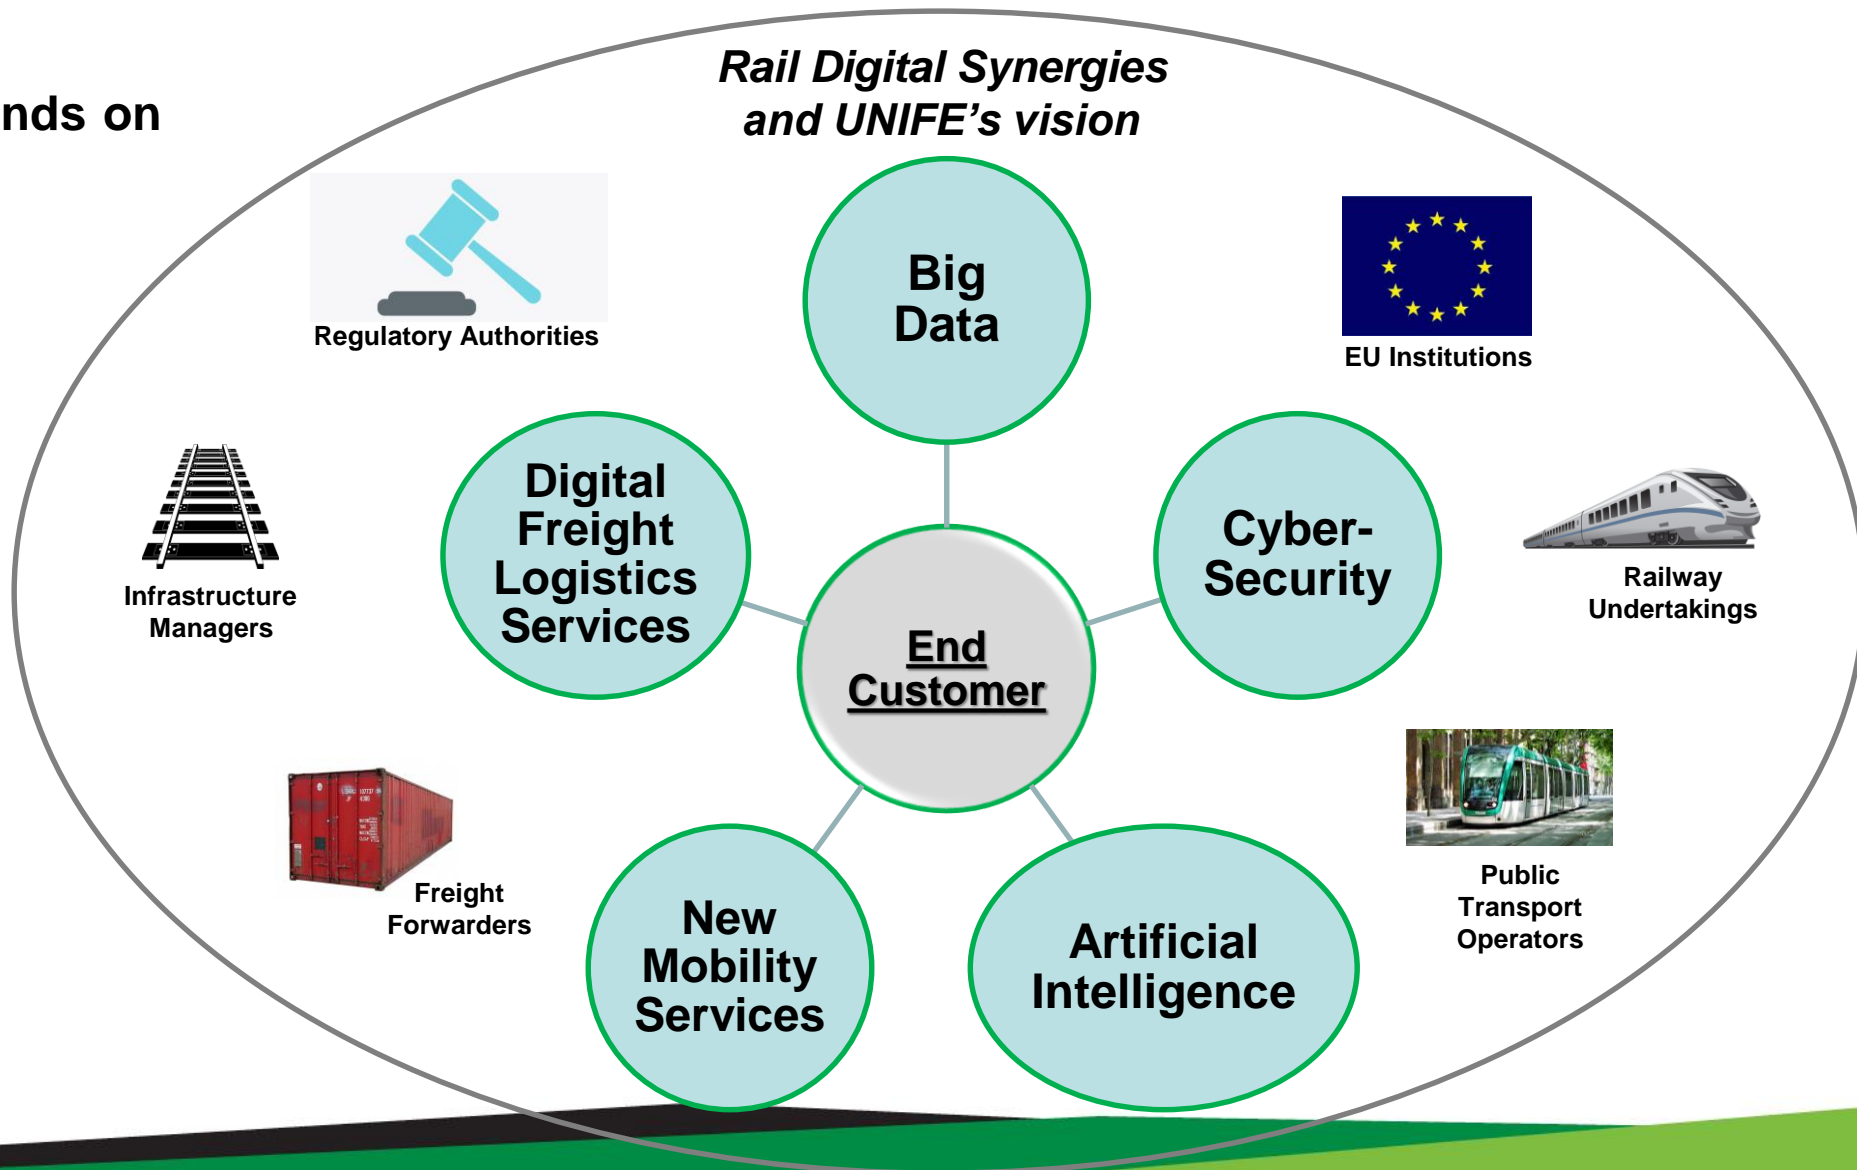 Rail Digital Synergies
and UNIFE's vision
nds on
Regulatory Authorities
Big
Data
EU Institutions
Infrastructure
Managers
Digital
Freight
Logistics
Services
Cyber-
Security
Railway
Undertakings
End
Customer
Freight
Forwarders
New
Mobility
Services
Artificial
Intelligence
Public
Transport
Operators